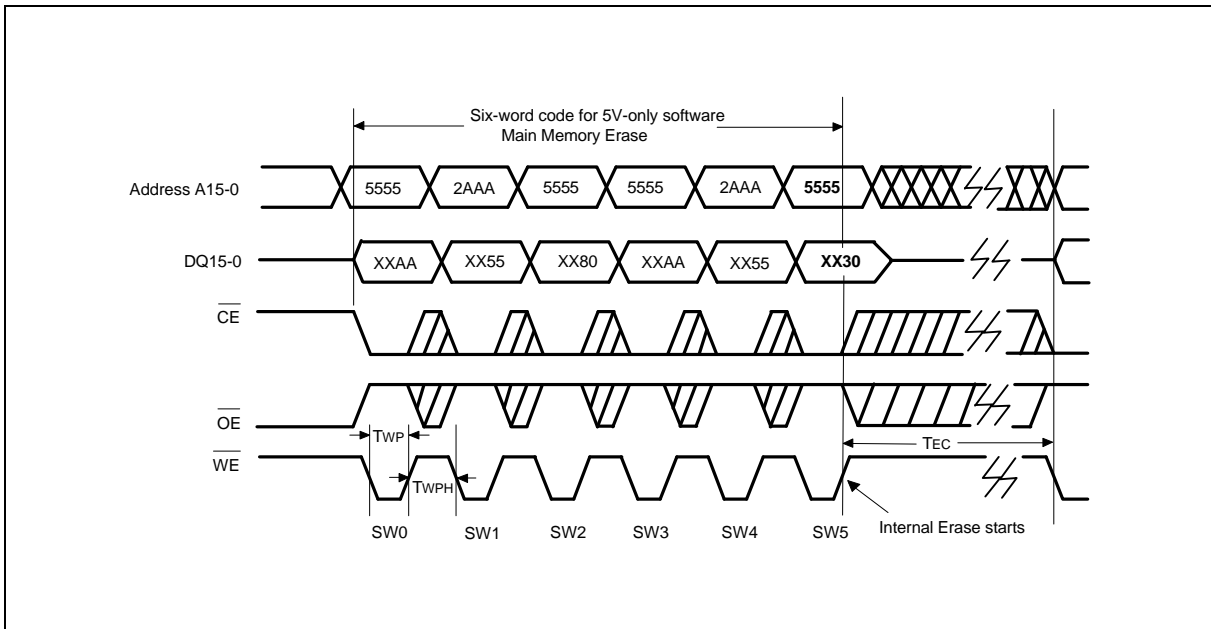 Six-word code for 5V-only software
Main Memory Erase
Address A15-0
5555
2AAA
5555
5555
2AAA
5555
DQ15-0
XXAA
XX55
XX80
XXAA
XX55
XX30
CE
OE
TWP
TEC
WE
TWPH
Internal Erase starts
SW0
SW1
SW2
SW3
SW4
SW5